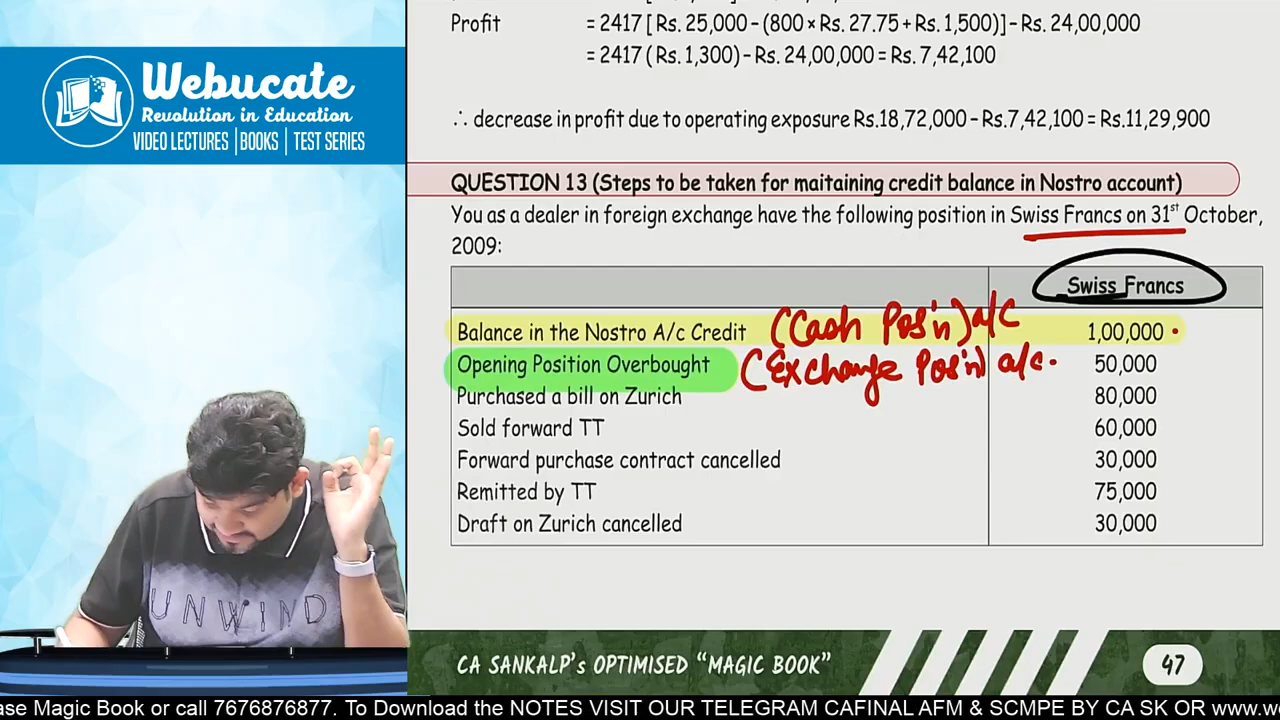 Profit = 2417 [Rs. 25,000 – (800 × Rs. 27.75 + Rs. 1,500)] – Rs. 24,00,000
= 2417 (Rs. 1,300) – Rs. 24,00,000 = Rs. 7,42,100
Webucate
Revolution in Education
VIDEO LECTURES | BOOKS | TEST SERIES
∴ decrease in profit due to operating exposure Rs.18,72,000 – Rs.7,42,100 = Rs.11,29,900
QUESTION 13 (Steps to be taken for maitaining credit balance in Nostro account)
You as a dealer in foreign exchange have the following position in Swiss Francs on 31st October,
2009:
Swiss Francs
Balance in the Nostro A/c Credit (Cash Pos'n) a/c 1,00,000
Opening Position Overbought (Exchange Pos'n) a/c. 50,000
Purchased a bill on Zurich 80,000
Sold forward TT 60,000
Forward purchase contract cancelled 30,000
Remitted by TT 75,000
Draft on Zurich cancelled 30,000
UNWIND
CA SANKALP's OPTIMISED "MAGIC BOOK" 47
ase Magic Book or call 7676876877. To Download the NOTES VISIT OUR TELEGRAM CAFINAL AFM & SCMPE BY CA SK OR www.w